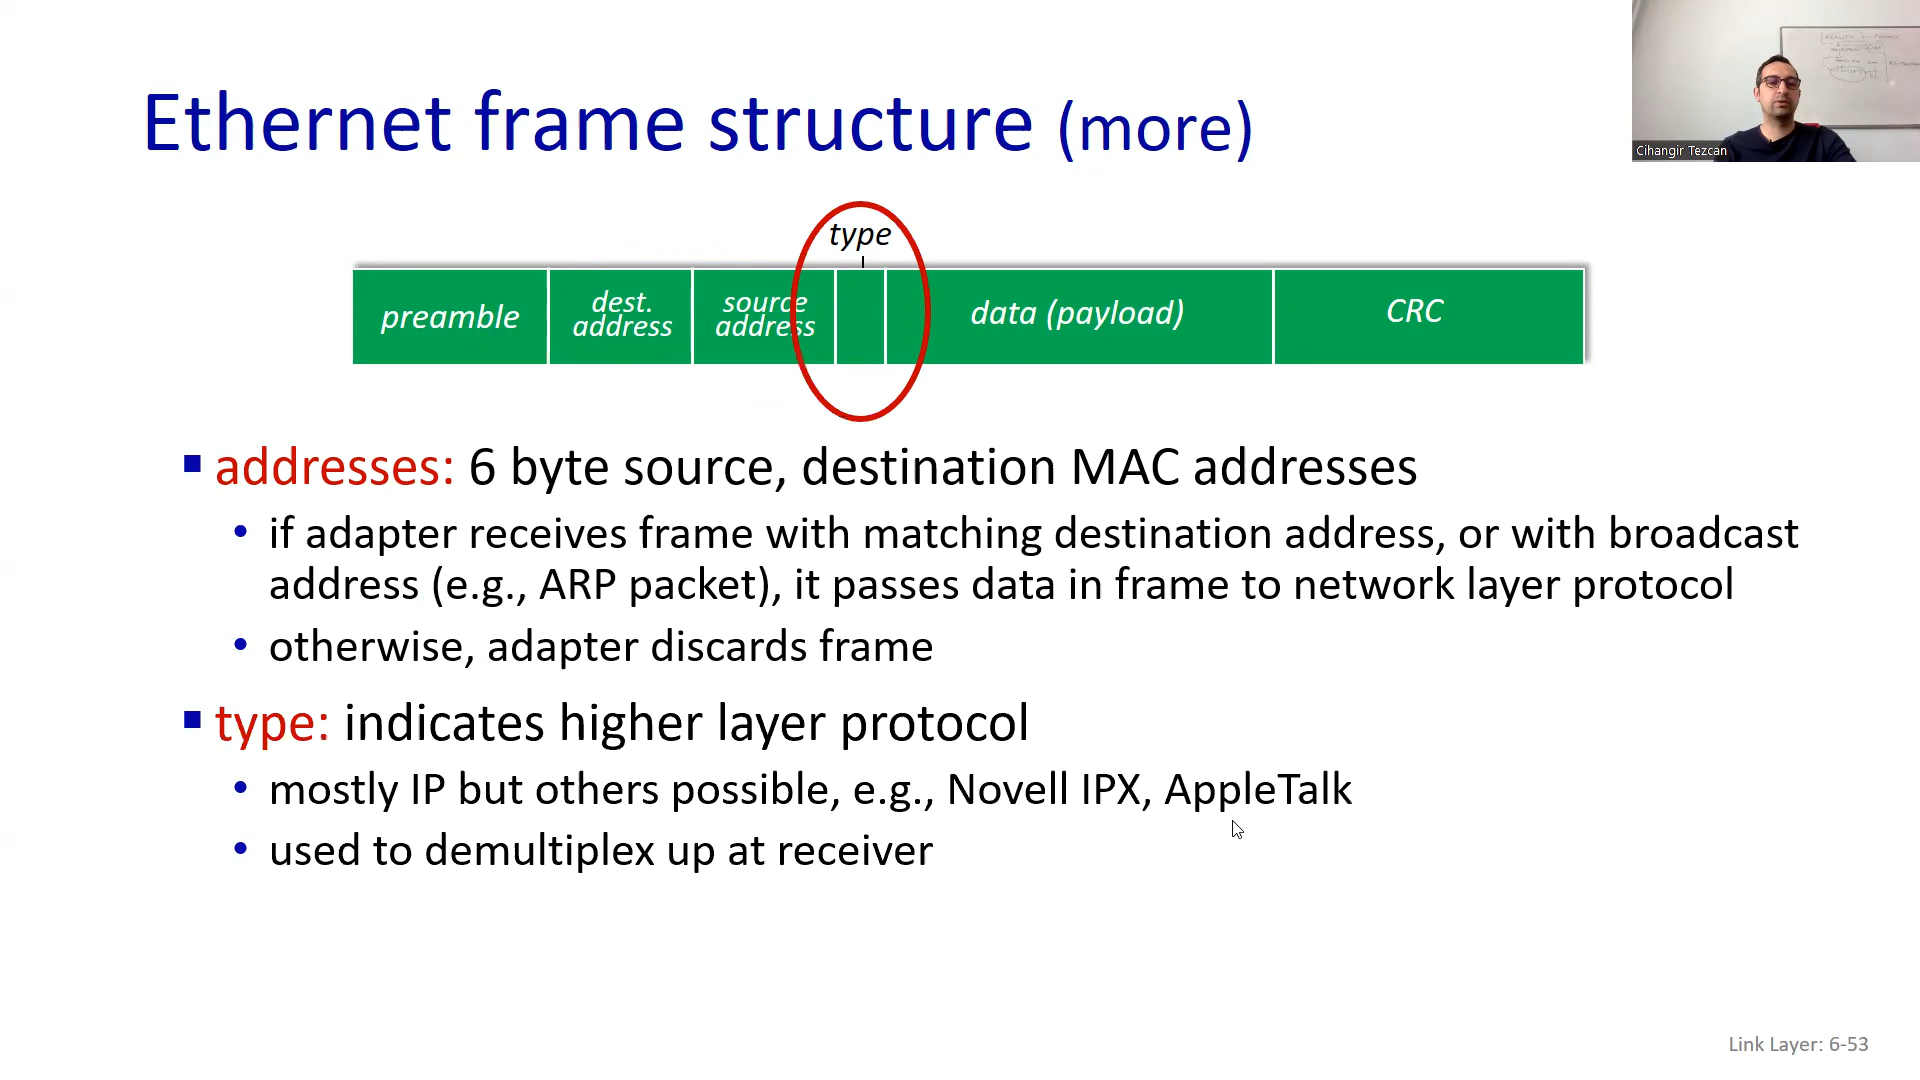 Ethernet frame structure (more)
Cihangir Tezcan
type
preamble
dest.
address
source
address
data (payload)
CRC
▪ addresses: 6 byte source, destination MAC addresses
• if adapter receives frame with matching destination address, or with broadcast
address (e.g., ARP packet), it passes data in frame to network layer protocol
• otherwise, adapter discards frame
▪ type: indicates higher layer protocol
• mostly IP but others possible, e.g., Novell IPX, AppleTalk
• used to demultiplex up at receiver
Link Layer: 6-53